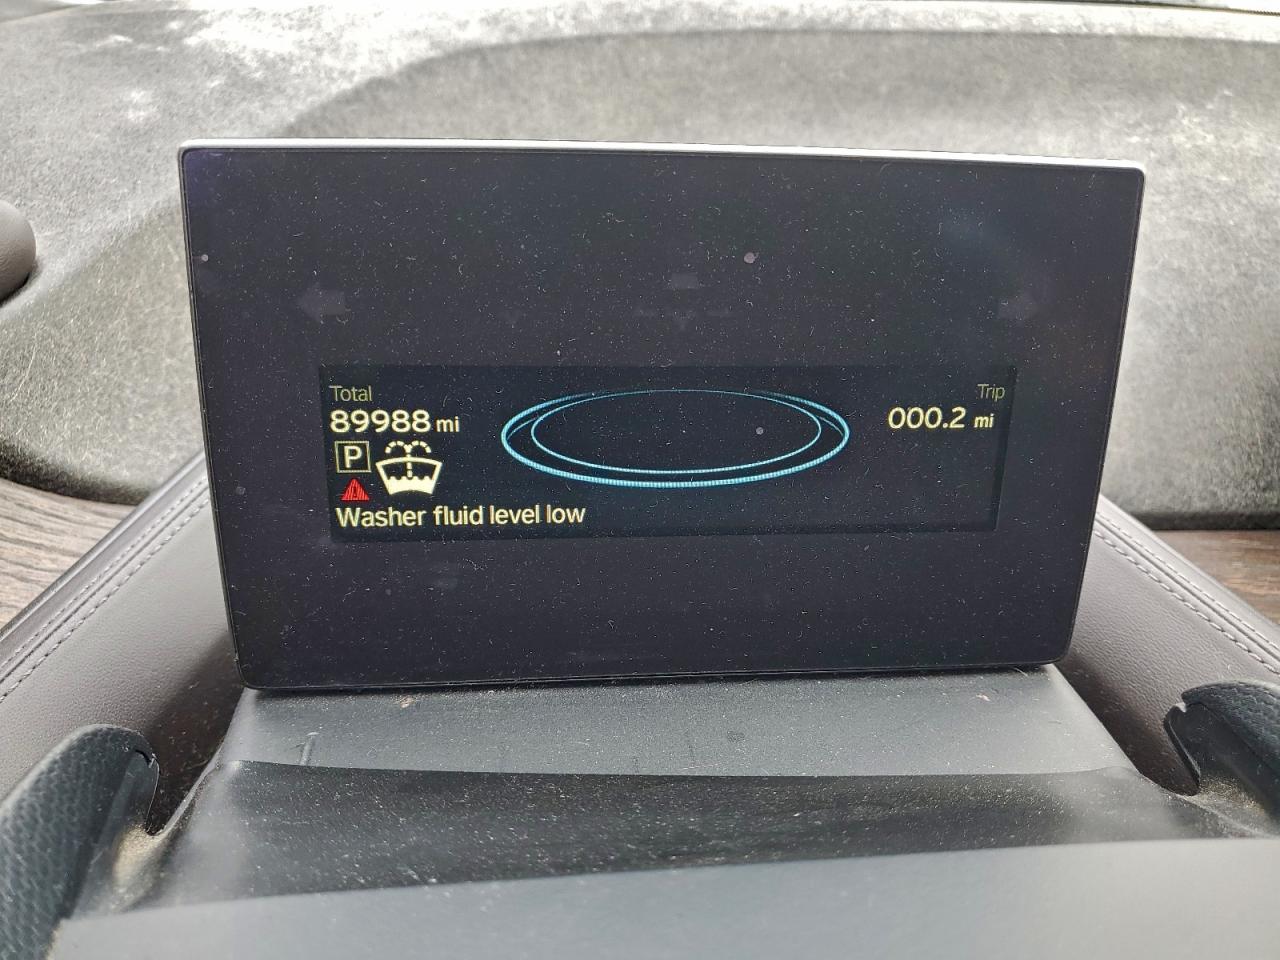 Total
89988 mi
Trip
000.2 mi
P
Washer fluid level low